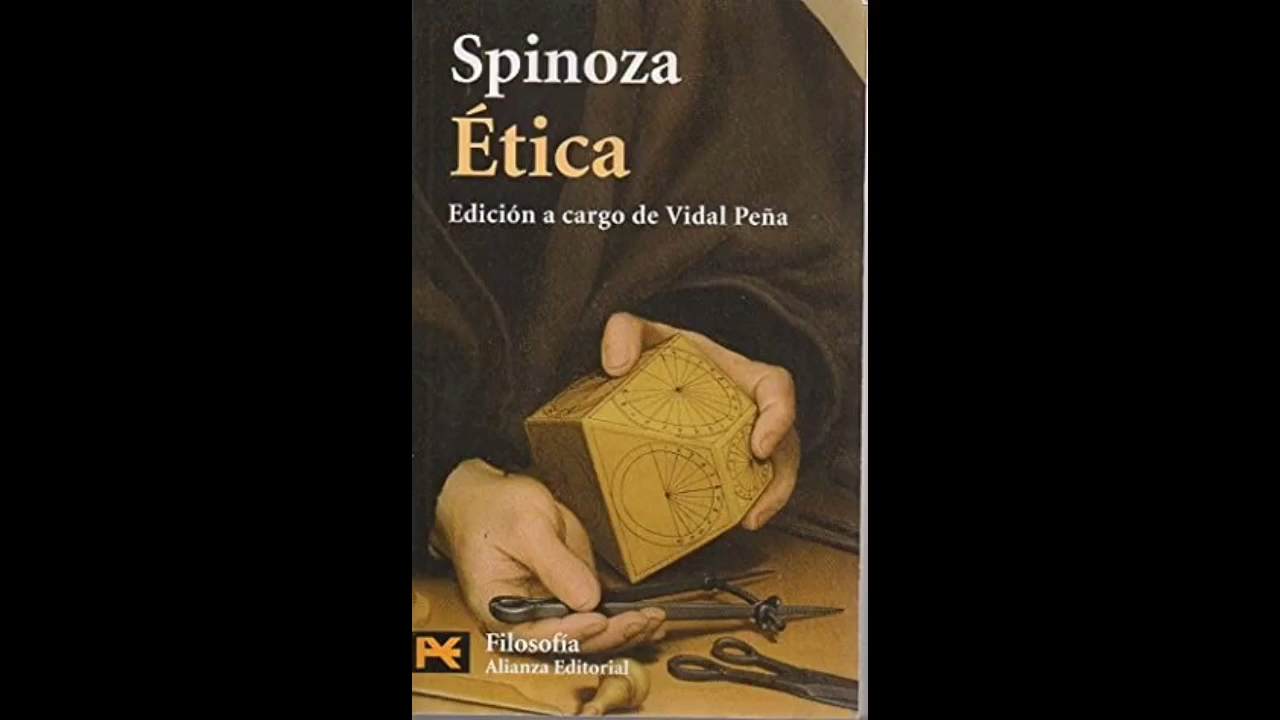 Spinoza
Ética
Edición a cargo de Vidal Peña
Filosofía
Alianza Editorial